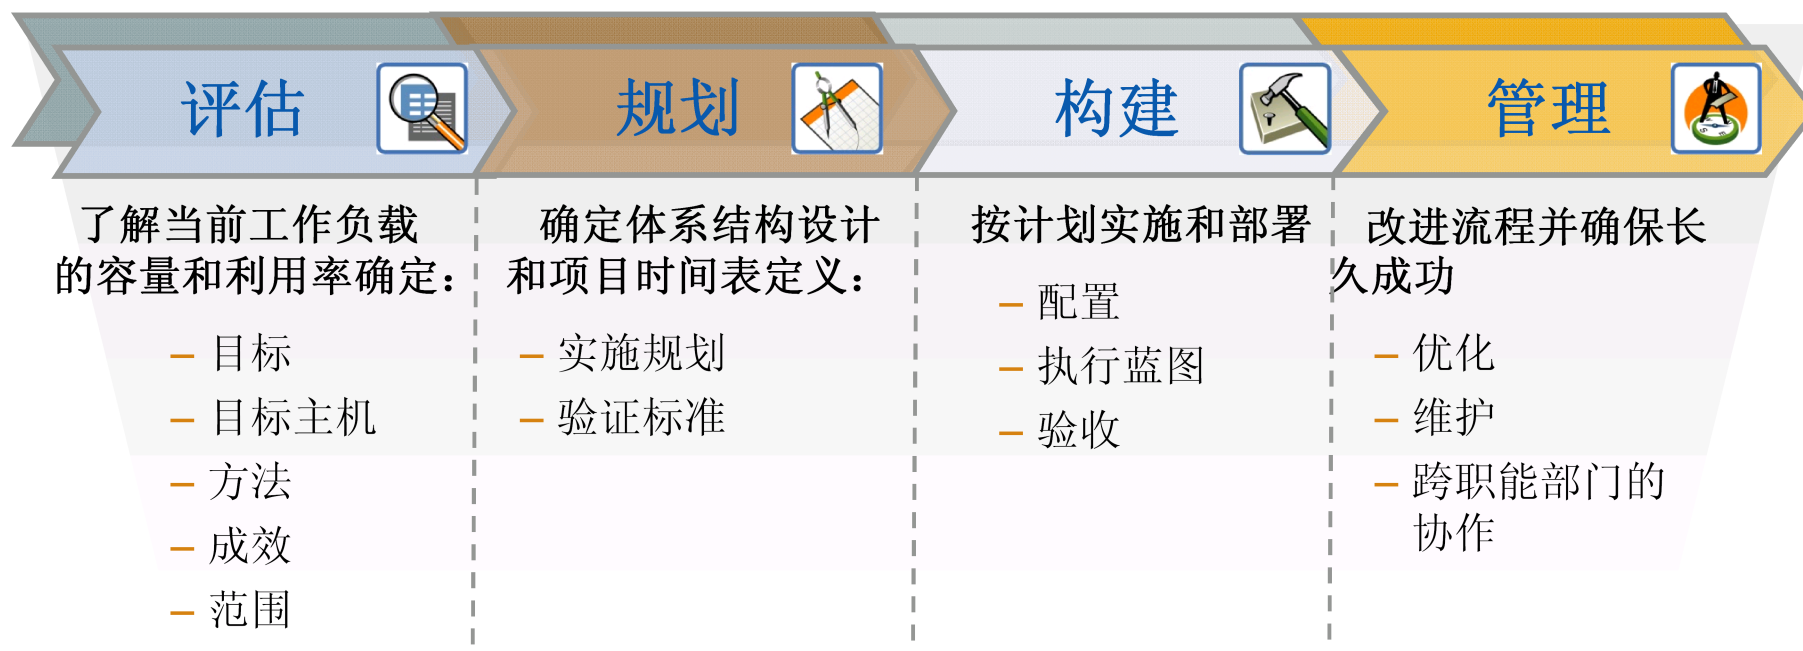 评估
了解当前工作负载
的容量和利用率确定：
– 目标
– 目标主机
– 方法
– 成效
– 范围
规划
确定体系结构设计
和项目时间表定义：
– 实施规划
– 验证标准
构建
按计划实施和部署
– 配置
– 执行蓝图
– 验收
管理
改进流程并确保长
久成功
– 优化
– 维护
– 跨职能部门的
协作